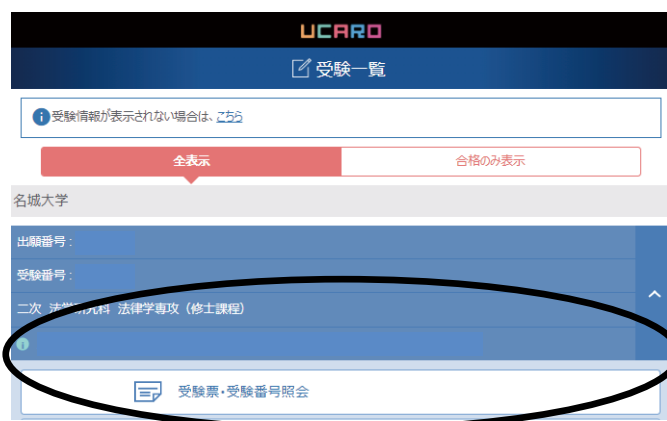 UCARO
受験一覧
受験情報が表示されない場合は、こちら
全表示
合格のみ表示
名城大学
出願番号:
受験番号:
二次 法学研究科 法律学専攻(修士課程)
受験票・受験番号照会